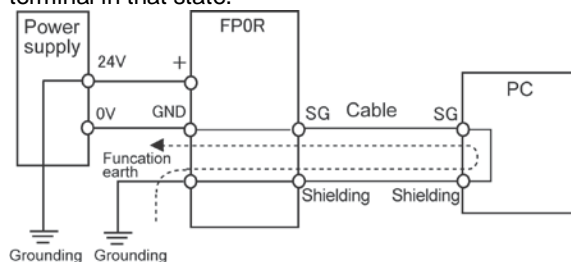 terminal in that state.
Power
supply
FP0R
24V
+
PC
0V
GND
SG
Cable
SG
Funcation
earth
Shielding
Shielding
Grounding
Grounding